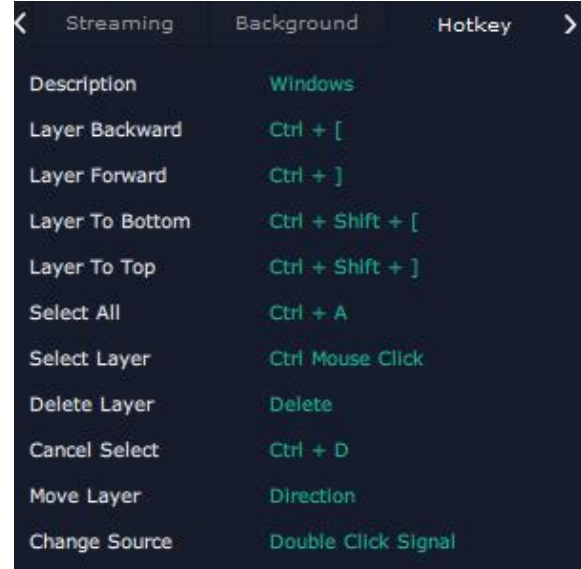 Streaming Background Hotkey
Description Windows
Layer Backward Ctrl + [
Layer Forward Ctrl + ]
Layer To Bottom Ctrl + Shift + [
Layer To Top Ctrl + Shift + ]
Select All Ctrl + A
Select Layer Ctrl Mouse Click
Delete Layer Delete
Cancel Select Ctrl + D
Move Layer Direction
Change Source Double Click Signal